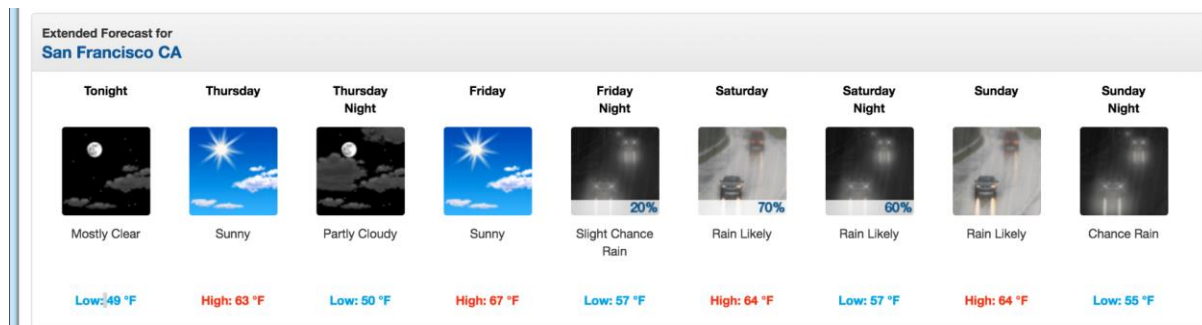 Extended Forecast for
San Francisco CA
Tonight
Thursday
Thursday
Night
Friday
Friday
Night
Saturday
Saturday
Night
Sunday
Sunday
Night
20%
70%
60%
Mostly Clear
Sunny
Partly Cloudy
Sunny
Slight Chance
Rain
Rain Likely
Rain Likely
Rain Likely
Chance Rain
Low: 49 °F
High: 63 °F
Low: 50 °F
High: 67 °F
Low: 57 °F
High: 64 °F
Low: 57 °F
High: 64 °F
Low: 55 °F